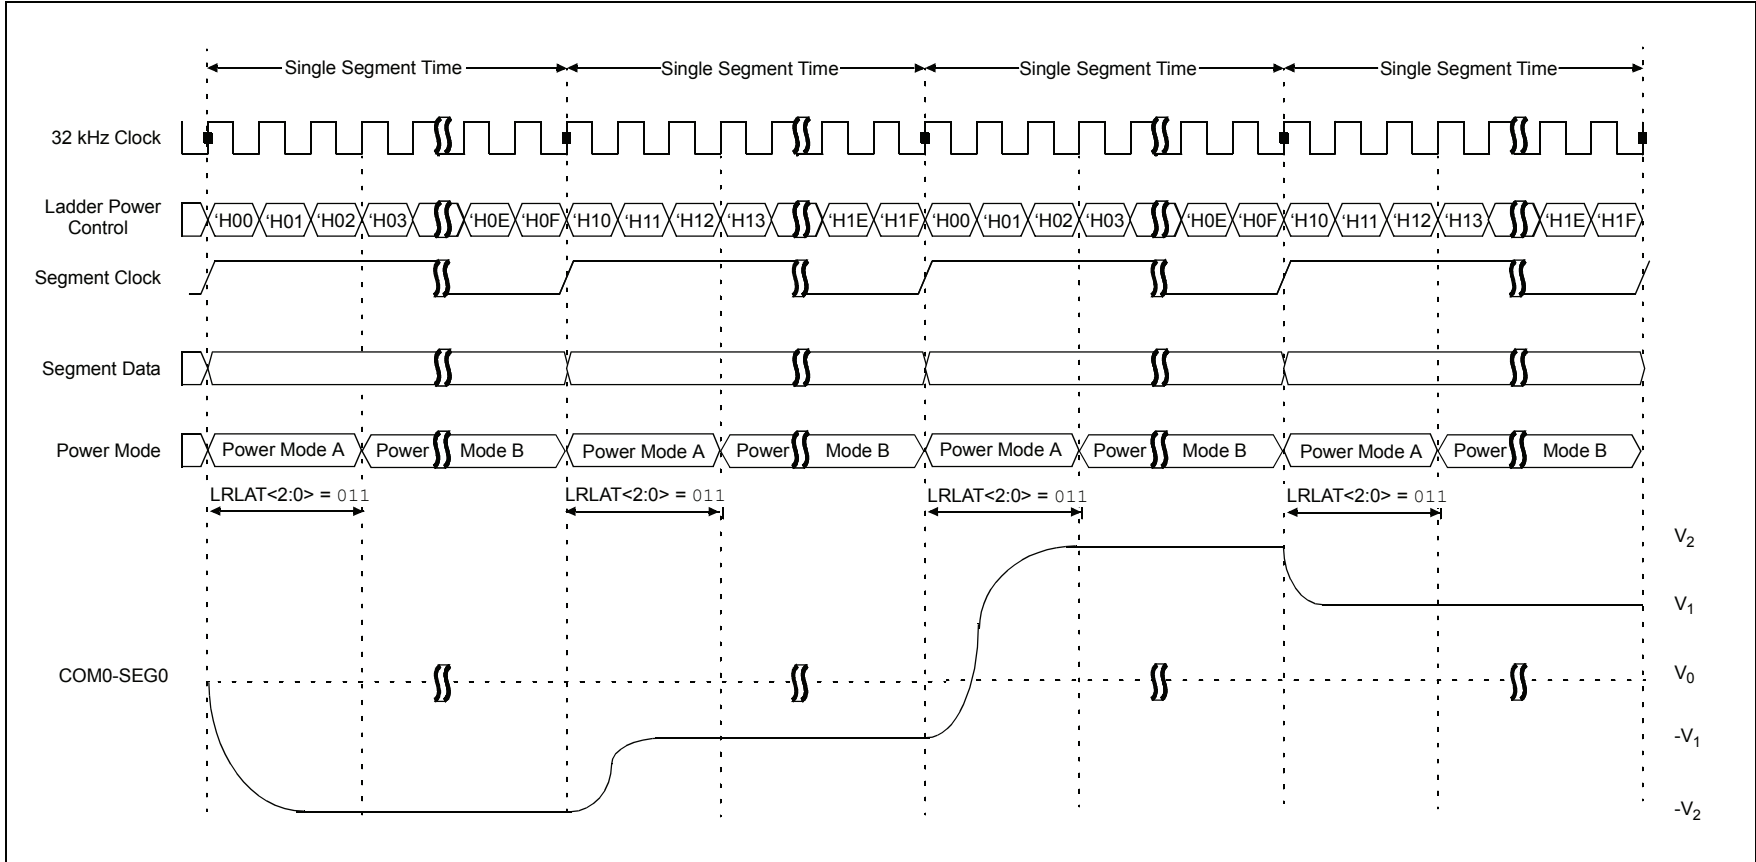 Single Segment Time Single Segment Time Single Segment Time Single Segment Time
32 kHz Clock
Ladder Power
Control
‘H00 ‘H01 ‘H02 ‘H03 ‘H0E ‘H0F ‘H10 ‘H11 ‘H12 ‘H13 ‘H1E ‘H1F ‘H00 ‘H01 ‘H02 ‘H03 ‘H0E ‘H0F ‘H10 ‘H11 ‘H12 ‘H13 ‘H1E ‘H1F
Segment Clock
Segment Data
Power Mode Power Mode A Power Mode B Power Mode A Power Mode B Power Mode A Power Mode B Power Mode A Power Mode B
LRLAT<2:0> = 011 LRLAT<2:0> = 011 LRLAT<2:0> = 011 LRLAT<2:0> = 011
V2
V1
COM0-SEG0 V0
-V1
-V2